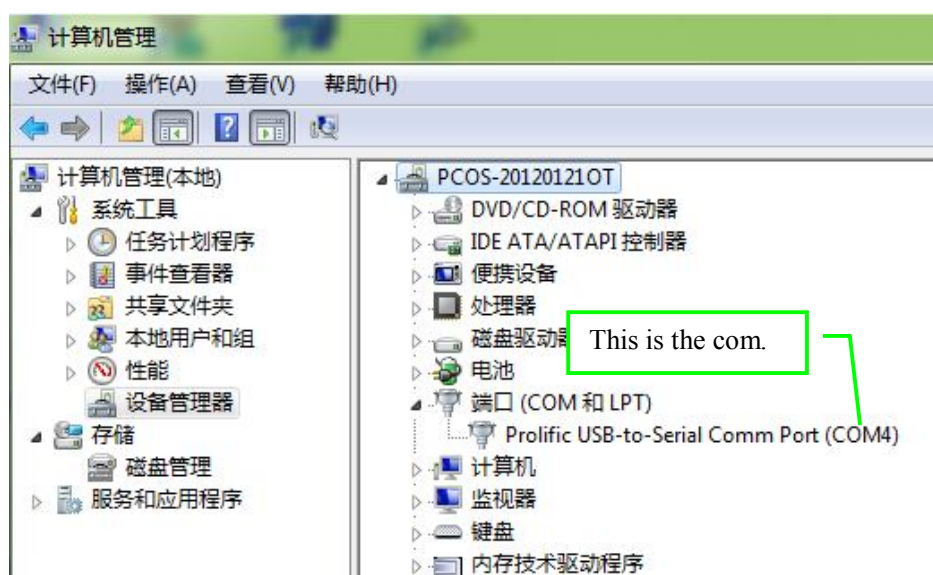 计算机管理
文件(F) 操作(A) 查看(V) 帮助(H)
计算机管理(本地)
系统工具
任务计划程序
事件查看器
共享文件夹
本地用户和组
性能
设备管理器
存储
磁盘管理
服务和应用程序
PCOS-20120121OT
DVD/CD-ROM 驱动器
IDE ATA/ATAPI 控制器
便携设备
处理器
磁盘驱动器
This is the com.
电池
端口 (COM 和 LPT)
Prolific USB-to-Serial Comm Port (COM4)
计算机
监视器
键盘
内存技术驱动程序